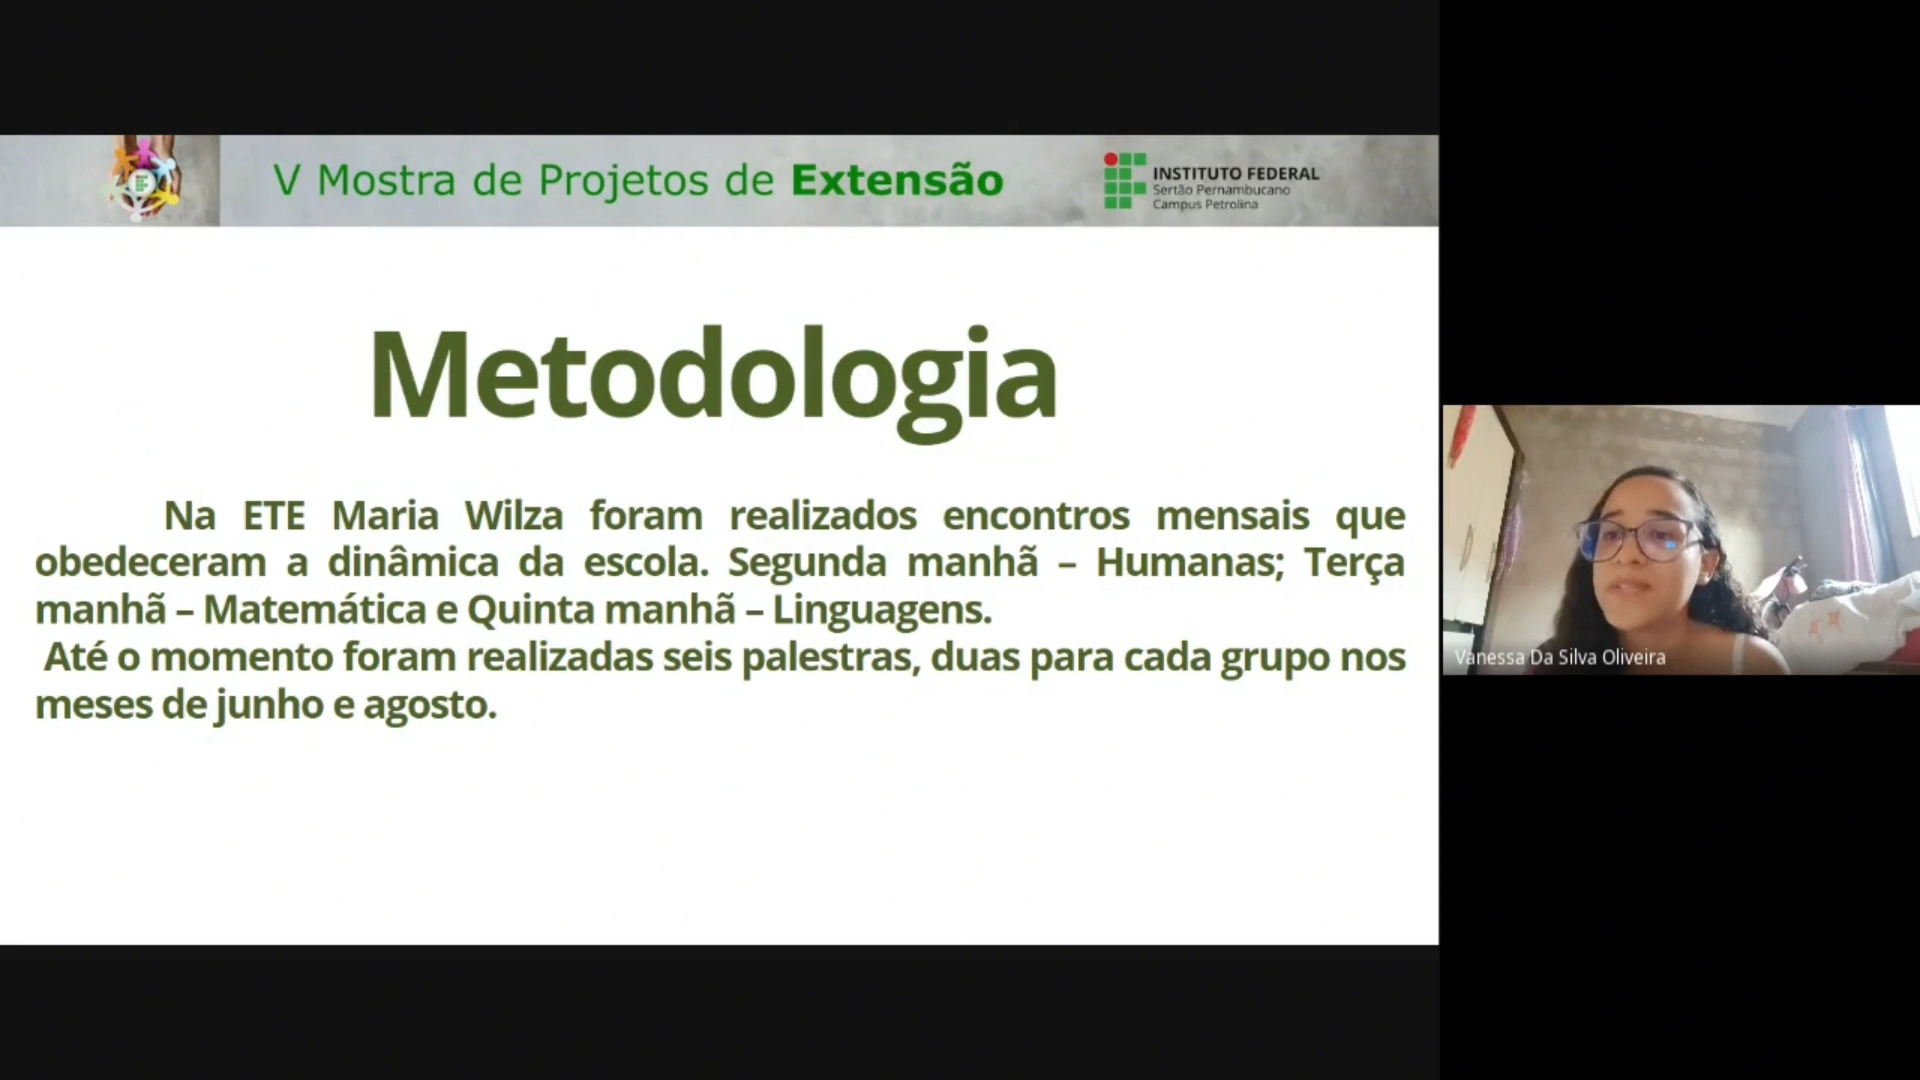 V Mostra de Projetos de Extensão
INSTITUTO FEDERAL
Sertão Pernambucano
Campus Petrolina
Metodologia
Na ETE Maria Wilza foram realizados encontros mensais que
obedeceram a dinâmica da escola. Segunda manhã – Humanas; Terça
manhã – Matemática e Quinta manhã – Linguagens.
Até o momento foram realizadas seis palestras, duas para cada grupo nos
meses de junho e agosto.
Vanessa Da Silva Oliveira